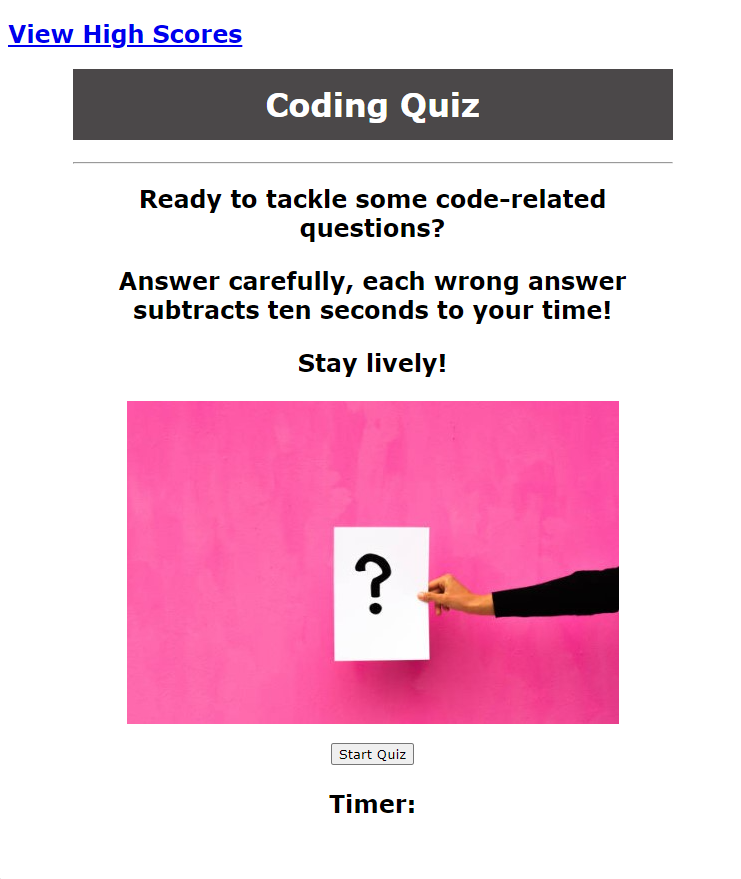 View High Scores
Coding Quiz
Ready to tackle some code-related
questions?
Answer carefully, each wrong answer
subtracts ten seconds to your time!
Stay lively!
?
Start Quiz
Timer: